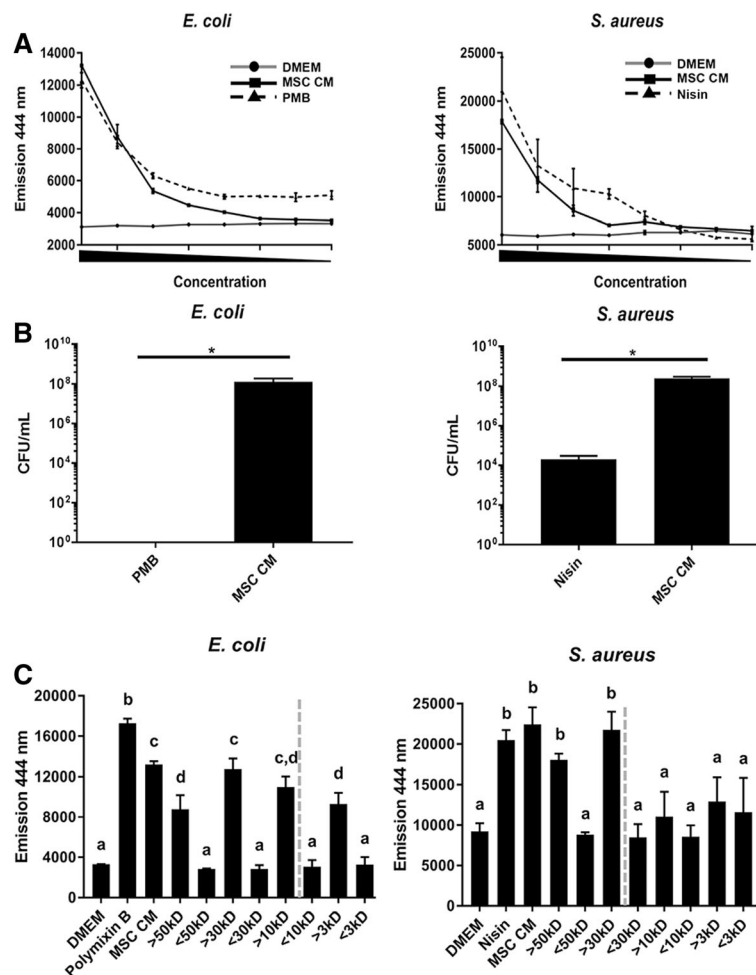 A
E. coli
S. aureus
DMEM
MSC CM
PMB
DMEM
MSC CM
Nisin
Emission 444 nm
14000
12000
10000
8000
6000
4000
2000
Concentration
Emission 444 nm
25000
20000
15000
10000
5000
Concentration
B
E. coli
S. aureus
*
CFU/mL
10^10
10^8
10^6
10^4
10^2
10^0
PMB
MSC CM
*
CFU/mL
10^10
10^8
10^6
10^4
10^2
10^0
Nisin
MSC CM
C
E. coli
S. aureus
Emission 444 nm
20000
16000
12000
8000
4000
0
a b c d a c a c,d a d a
DMEM
Polymixin B
MSC CM
>50kD
<50kD
>30kD
<30kD
>10kD
<10kD
>3kD
<3kD
Emission 444 nm
25000
20000
15000
10000
5000
0
a b b b a b a a a a a
DMEM
Nisin
MSC CM
>50kD
<50kD
>30kD
<30kD
>10kD
<10kD
>3kD
<3kD